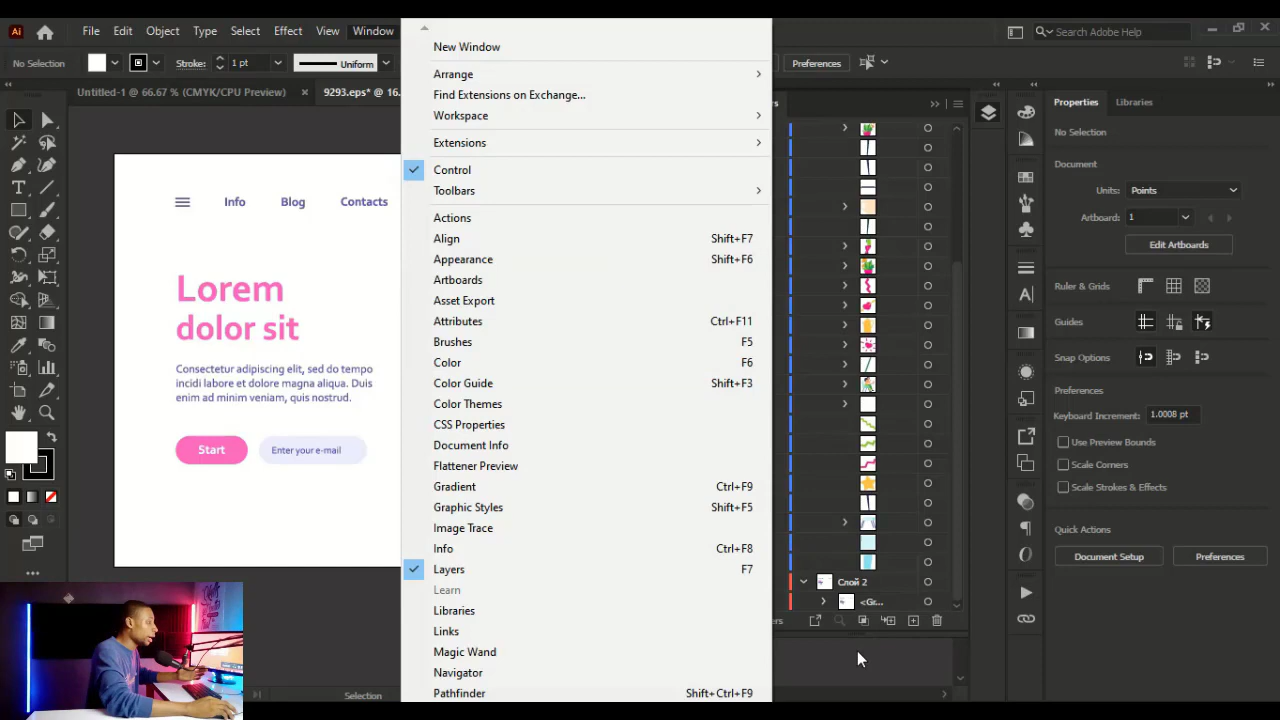 Ai File Edit Object Type Select Effect View Window Search Adobe Help
No Selection Stroke: 1 pt Uniform Preferences
Untitled-1 @ 66.67 % (CMYK/CPU Preview) × 9293.eps* @ 16.
New Window
Arrange
Find Extensions on Exchange...
Workspace
Extensions
Control
Toolbars
Actions
Align Shift+F7
Appearance Shift+F6
Artboards
Asset Export
Attributes Ctrl+F11
Brushes F5
Color F6
Color Guide Shift+F3
Color Themes
CSS Properties
Document Info
Flattener Preview
Gradient Ctrl+F9
Graphic Styles Shift+F5
Image Trace
Info Ctrl+F8
Layers F7
Learn
Libraries
Links
Magic Wand
Navigator
Pathfinder Shift+Ctrl+F9
Info Blog Contacts
Lorem
dolor sit
Consectetur adipiscing elit, sed do tempo
incidi labore et dolore magna aliqua. Duis
enim ad minim veniam, quis nostrud.
Start Enter your e-mail
Selection
Слой 2
<Gr...
Properties Libraries
No Selection
Document
Units: Points
Artboard: 1
Edit Artboards
Ruler & Grids
Guides
Snap Options
Preferences
Keyboard Increment: 1.0008 pt
Use Preview Bounds
Scale Corners
Scale Strokes & Effects
Quick Actions
Document Setup Preferences